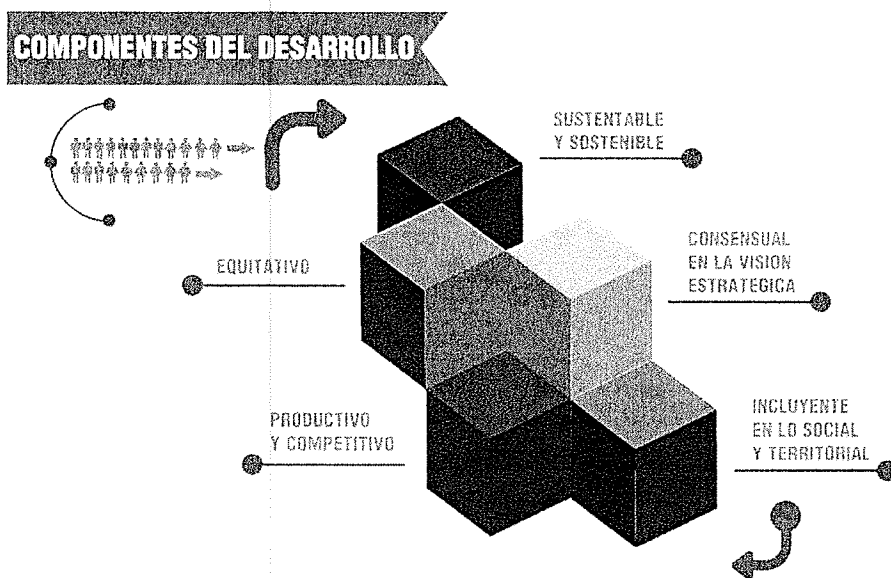 COMPONENTES DEL DESARROLLO
SUSTENTABLE
Y SOSTENIBLE
EQUITATIVO
CONSENSUAL
EN LA VISION
ESTRATEGICA
PRODUCTIVO
Y COMPETITIVO
INCLUYENTE
EN LO SOCIAL
Y TERRITORIAL